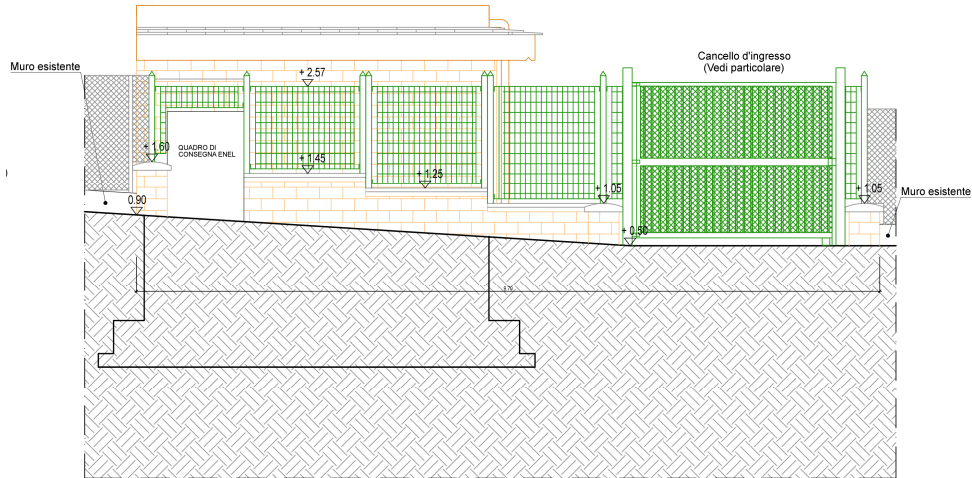 Cancello d'ingresso
(Vedi particolare)
Muro esistente
+ 2.57
+ 1.60
QUADRO DI
CONSEGNA ENEL
+ 1.45
+ 1.25
+ 1.05
+ 1.05
Muro esistente
0.90
+ 0.50